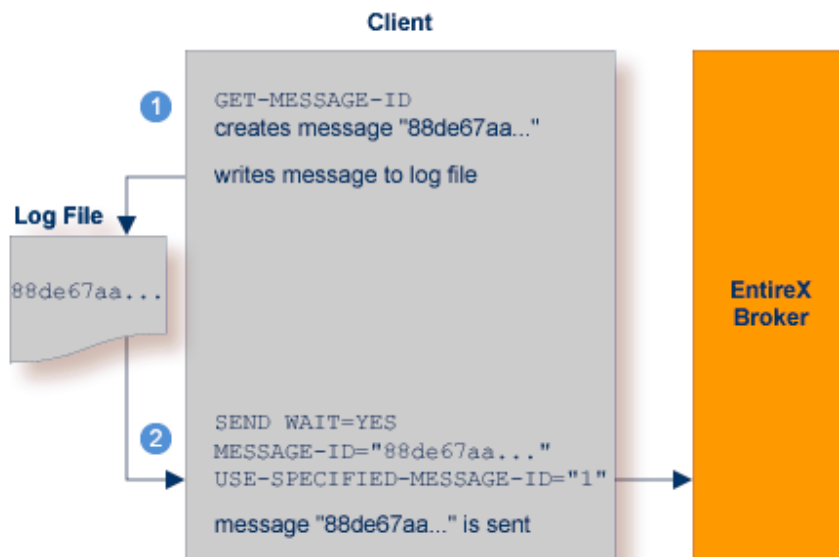 Client
1
GET-MESSAGE-ID
creates message "88de67aa..."
writes message to log file
Log File
88de67aa...
EntireX
Broker
2
SEND WAIT=YES
MESSAGE-ID="88de67aa..."
USE-SPECIFIED-MESSAGE-ID="1"
message "88de67aa..." is sent